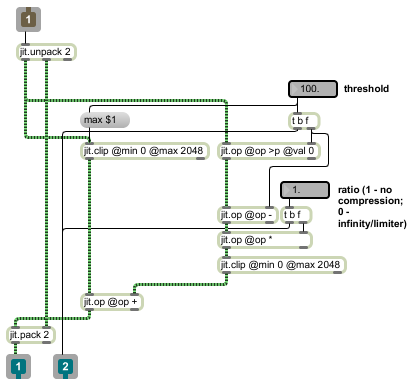 1
jit.unpack 2
100.
threshold
max $1
t b f
jit.clip @min 0 @max 2048
jit.op @op >p @val 0
1.
ratio (1 - no
compression;
0 -
infinity/limiter)
jit.op @op -
t b f
jit.op @op *
jit.clip @min 0 @max 2048
jit.op @op +
jit.pack 2
1
2